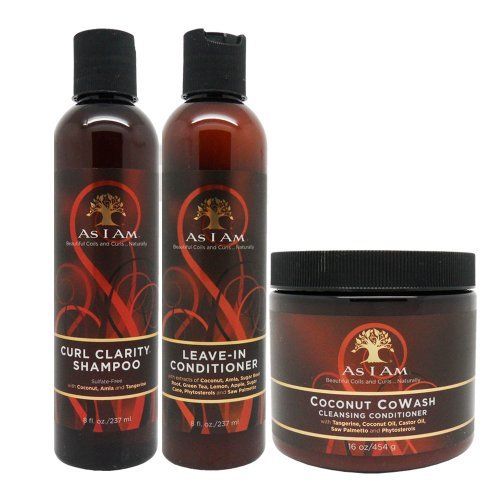 As I Am
Beautiful Coils and Curls... Naturally
CURL CLARITY
SHAMPOO
Sulfate-Free
with Coconut, Amla and Tangerine
8 fl. oz./237 ml
As I Am
Beautiful Coils and Curls... Naturally
LEAVE-IN
CONDITIONER
with extracts of Coconut, Amla, Sugar Beet
Root, Green Tea, Lemon, Apple, Sugar
Cane, Phytosterols and Saw Palmetto
8 fl. oz./237 ml
As I Am
Beautiful Coils and Curls... Naturally
COCONUT COWASH
CLEANSING CONDITIONER
with Tangerine, Coconut Oil, Castor Oil,
Saw Palmetto and Phytosterols
16 oz/454 g